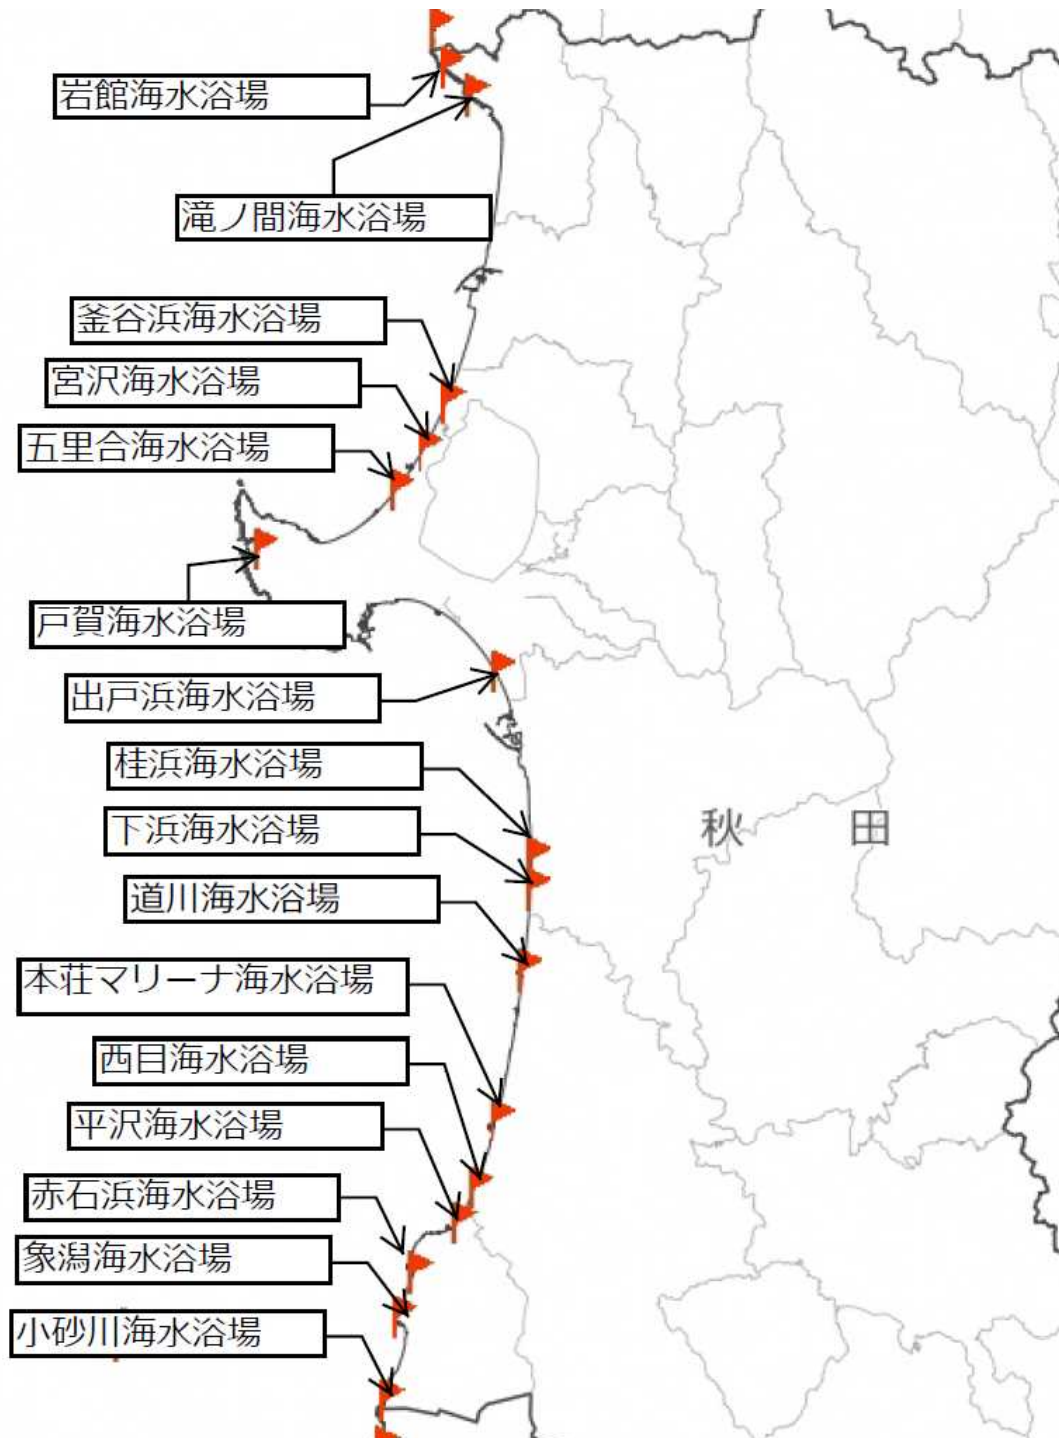 岩館海水浴場
滝ノ間海水浴場
釜谷浜海水浴場
宮沢海水浴場
五里合海水浴場
戸賀海水浴場
出戸浜海水浴場
桂浜海水浴場
下浜海水浴場
秋田
道川海水浴場
本荘マリーナ海水浴場
西目海水浴場
平沢海水浴場
赤石浜海水浴場
象潟海水浴場
小砂川海水浴場